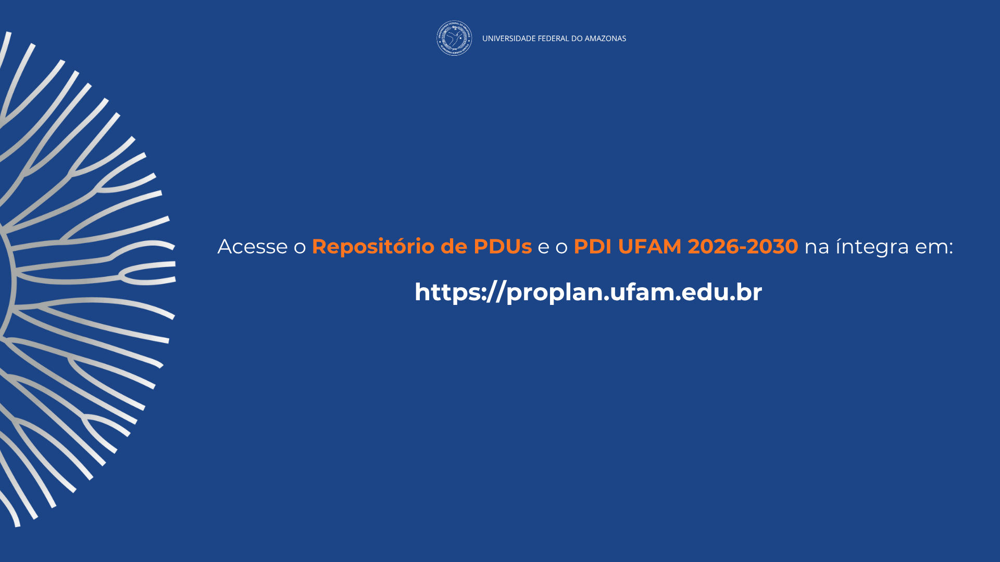 UNIVERSIDADE FEDERAL DO AMAZONAS
Acesse o Repositório de PDUs e o PDI UFAM 2026-2030 na íntegra em:
https://proplan.ufam.edu.br